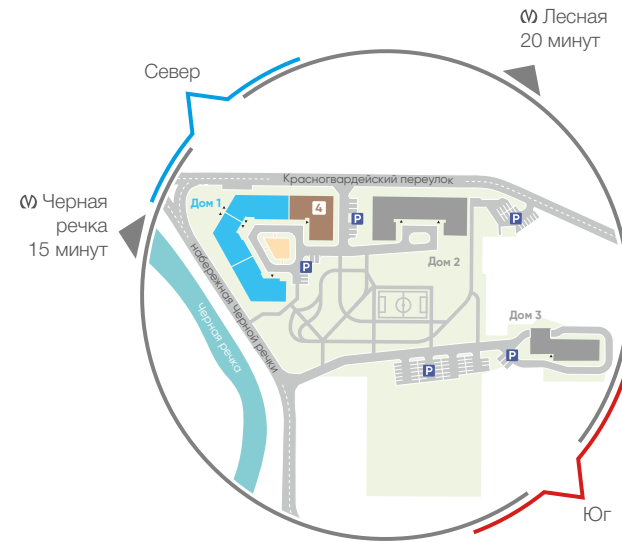 Лесная
20 минут
Север
Красногвардейский переулок
Дом 1
4
P
P
Черная
речка
15 минут
Дом 2
P
набережная Черной речки
Черная речка
Дом 3
P
P
Юг